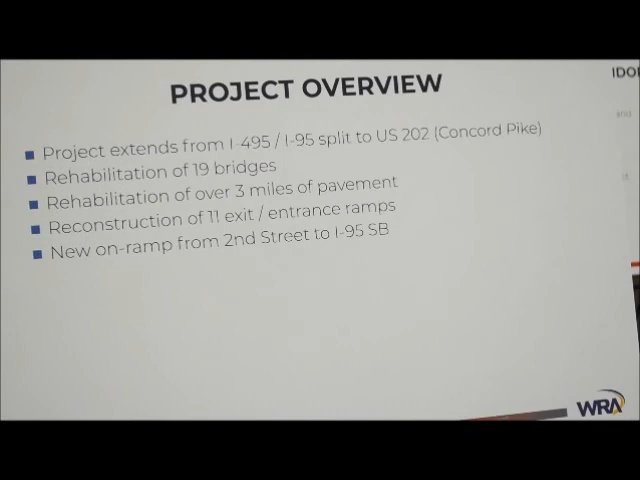 PROJECT OVERVIEW
Project extends from I-495 / I-95 split to US 202 (Concord Pike)
Rehabilitation of 19 bridges
Rehabilitation of over 3 miles of pavement
Reconstruction of 11 exit / entrance ramps
New on-ramp from 2nd Street to I-95 SB
WRA